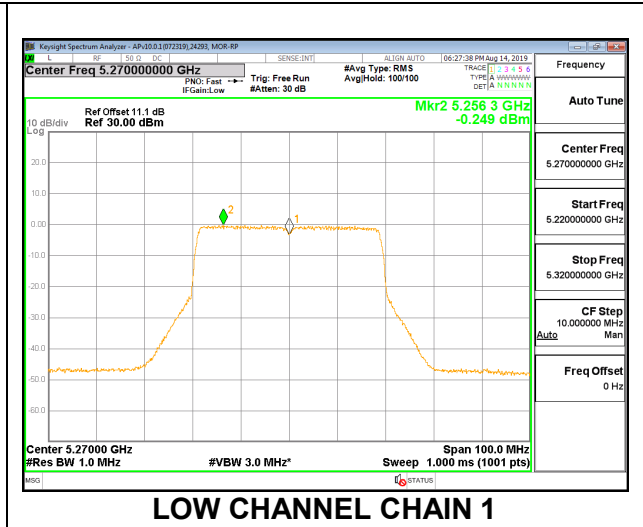 Keysight Spectrum Analyzer - APv10.0.1(072319),24293, MOR-RP
LXI L RF 50 Ω DC SENSE:INT ALIGN AUTO 06:27:38 PM Aug 14, 2019
Center Freq 5.270000000 GHz
PNO: Fast
IFGain:Low
Trig: Free Run
#Atten: 30 dB
#Avg Type: RMS
Avg|Hold: 100/100
TRACE 1 2 3 4 5 6
TYPE A WWWWW
DET A N N N N N
Frequency
Auto Tune
Center Freq
5.270000000 GHz
Start Freq
5.220000000 GHz
Stop Freq
5.320000000 GHz
CF Step
10.000000 MHz
Auto Man
Freq Offset
0 Hz
Mkr2 5.256 3 GHz
-0.249 dBm
Ref Offset 11.1 dB
10 dB/div Ref 30.00 dBm
Log
20.0
10.0
0.00
-10.0
-20.0
-30.0
-40.0
-50.0
-60.0
2
1
Center 5.27000 GHz Span 100.0 MHz
#Res BW 1.0 MHz #VBW 3.0 MHz* Sweep 1.000 ms (1001 pts)
MSG STATUS
LOW CHANNEL CHAIN 1